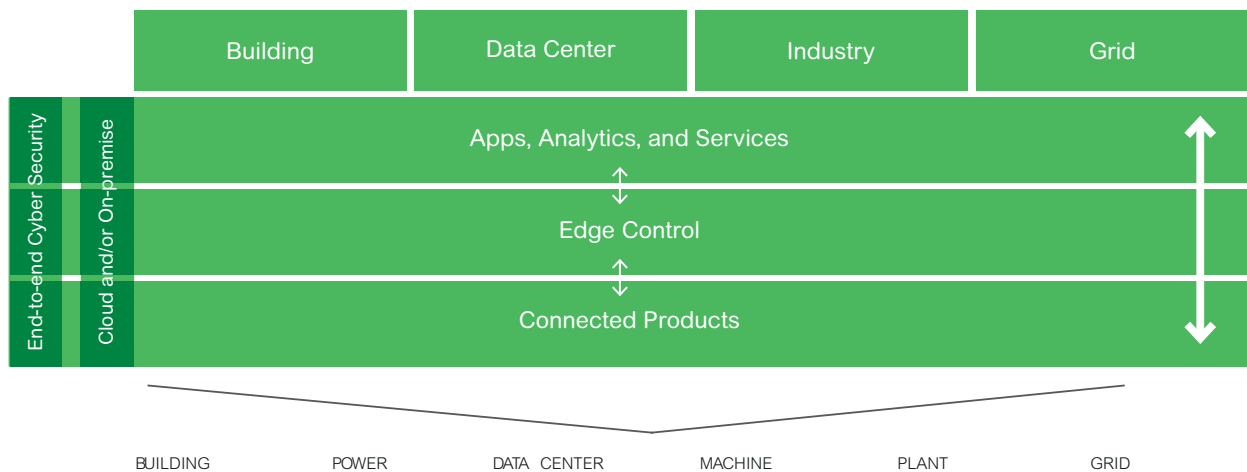 Building
Data Center
Industry
Grid
End-to-end Cyber Security
Cloud and/or On-premise
Apps, Analytics, and Services
Edge Control
Connected Products
BUILDING
POWER
DATA CENTER
MACHINE
PLANT
GRID